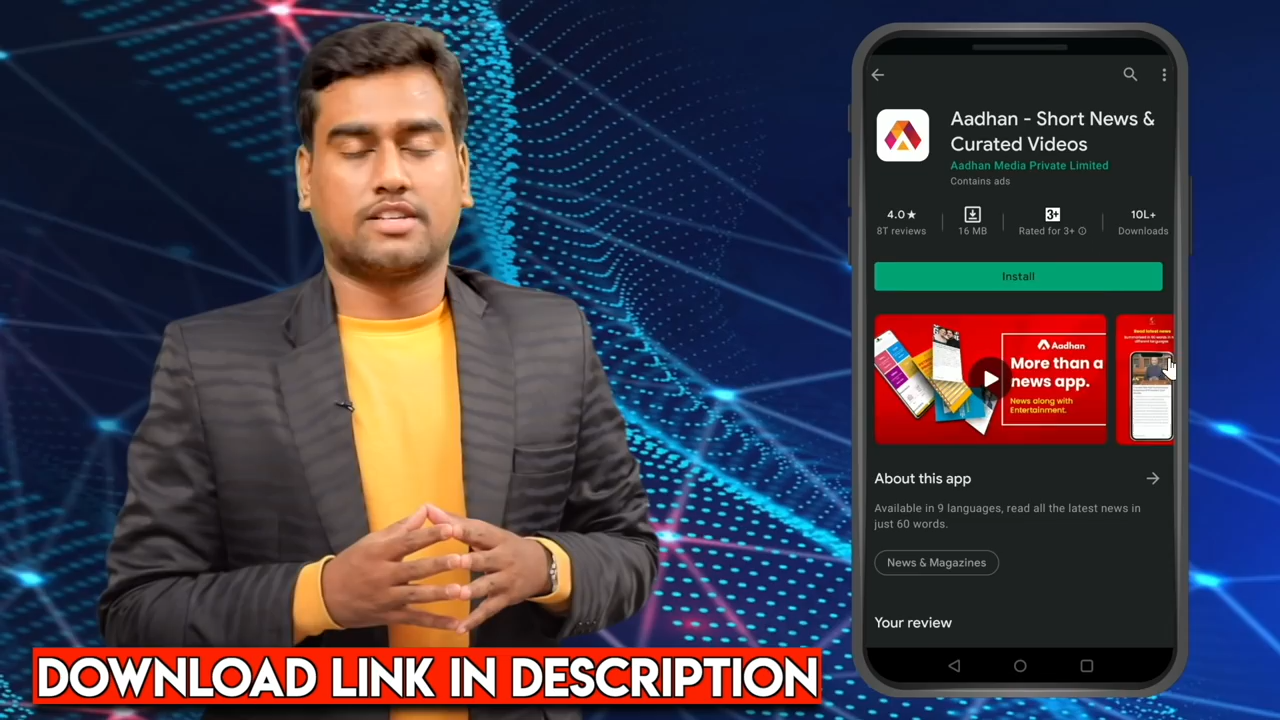 Aadhan - Short News &
Curated Videos
Aadhan Media Private Limited
Contains ads
4.0★
8T reviews
16 MB
3+
Rated for 3+
10L+
Downloads
Install
Aadhan
More than a
news app.
News along with
Entertainment.
Read latest news
About this app
Available in 9 languages, read all the latest news in
just 60 words.
News & Magazines
Your review
DOWNLOAD LINK IN DESCRIPTION